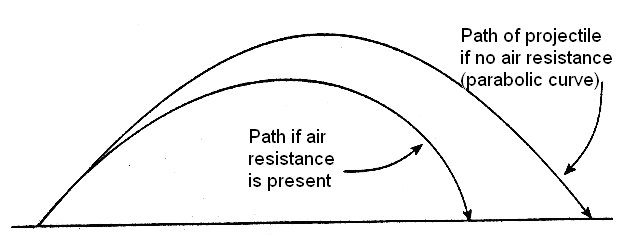 Path of projectile
if no air resistance
(parabolic curve)
Path if air
resistance
is present